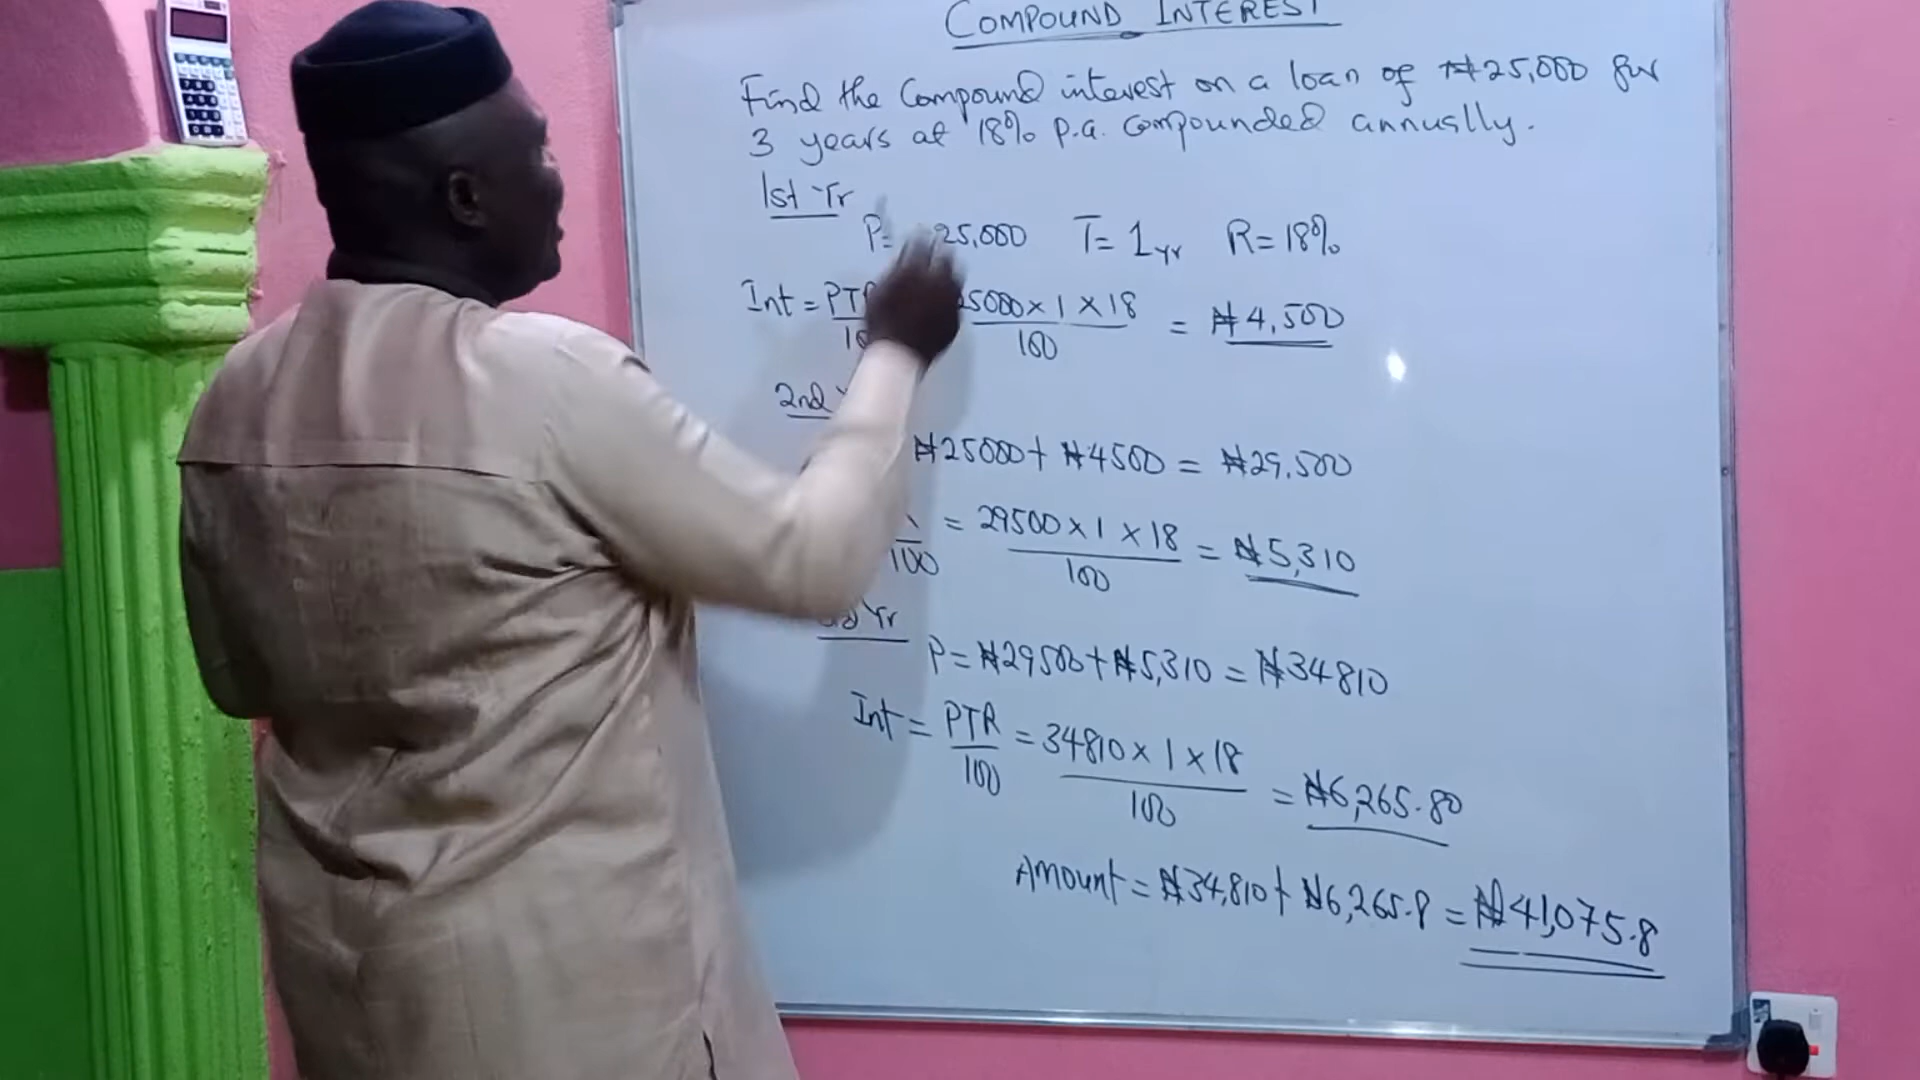 COMPOUND INTEREST
Find the Compound interest on a loan of ₦25,000 for
3 years at 18% p.a. compounded annually.
1st Yr
P= 25,000 T= 1yr R=18%
Int = PT 25000 × 1 × 18 = ₦4,500
100
2nd
₦25000 + ₦4500 = ₦29,500
= 29500 × 1 × 18 = ₦5,310
100 100
Yr
P= ₦29500 + ₦5,310 = ₦34810
Int = PTR = 34810 × 1 × 18 = ₦6,265.80
100 100
Amount = ₦34,810 + ₦6,265.8 = ₦41,075.8